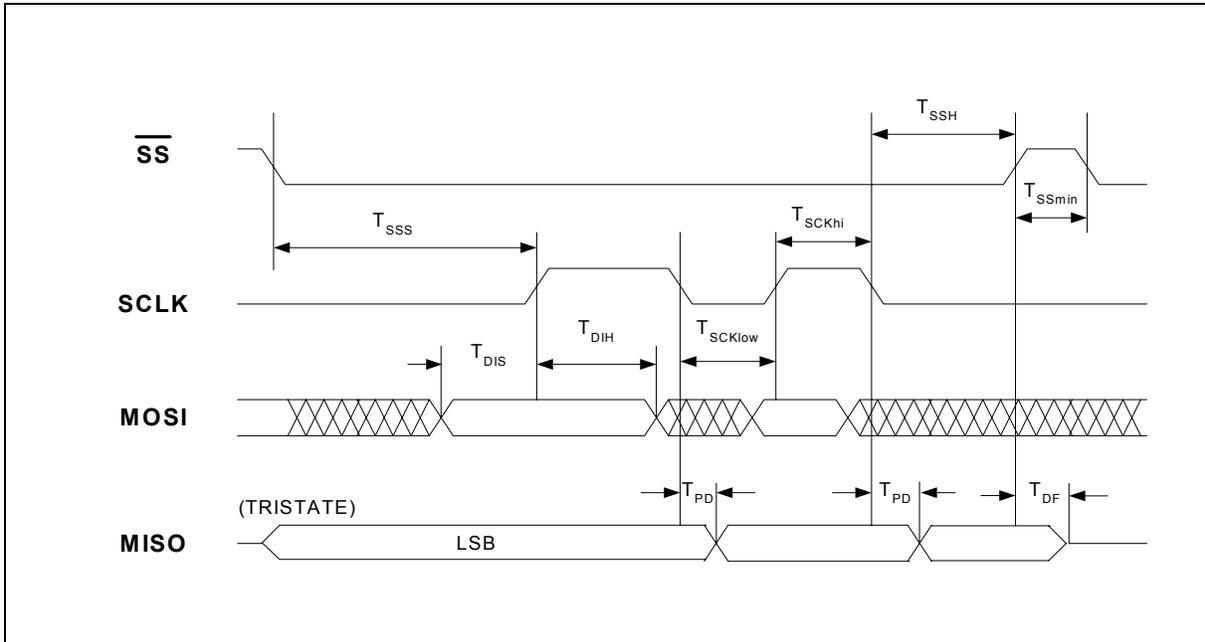 T_SSH
SS
T_SSmin
T_SCKhi
T_SSS
SCLK
T_DIH
T_SCKlow
T_DIS
MOSI
T_PD
T_PD
T_DF
(TRISTATE)
MISO
LSB